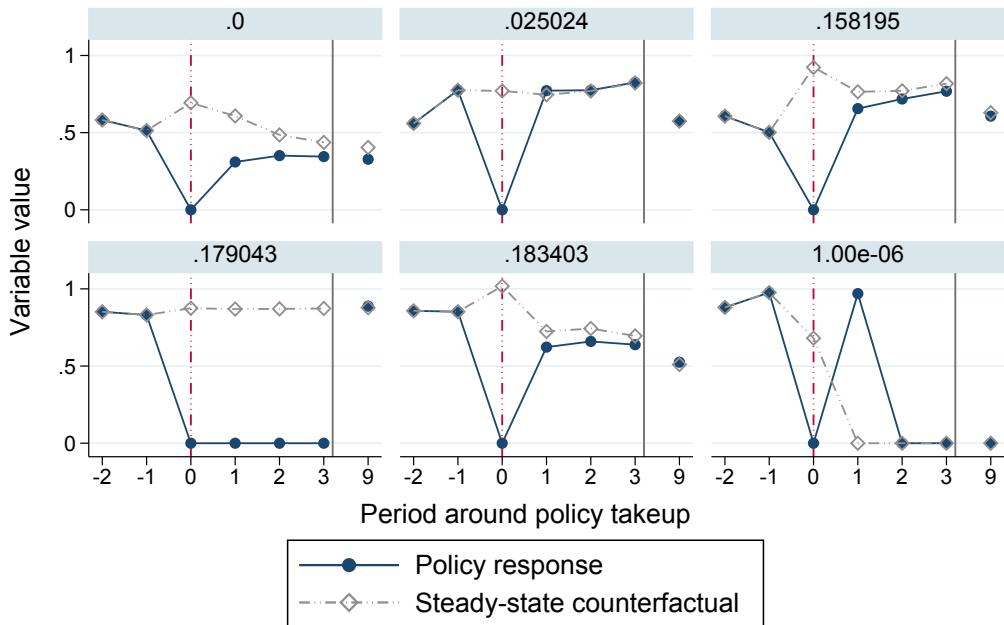 .0
.025024
.158195
1
.5
0
.179043
.183403
1.00e-06
1
.5
0
-2 -1 0 1 2 3 9
-2 -1 0 1 2 3 9
-2 -1 0 1 2 3 9
Variable value
Period around policy takeup
Policy response
Steady-state counterfactual